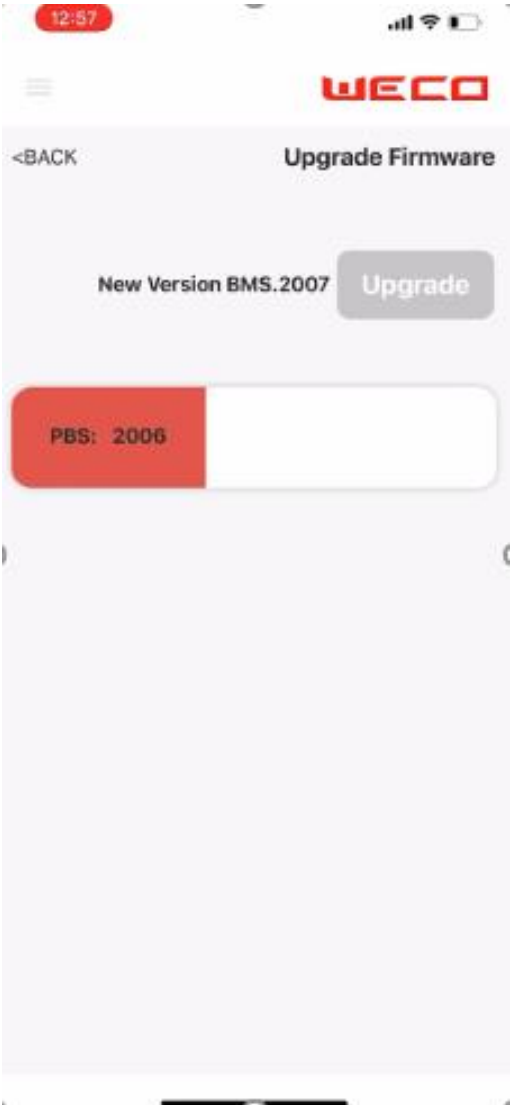 12:57
WECO
<BACK Upgrade Firmware
New Version BMS.2007 Upgrade
PBS: 2006